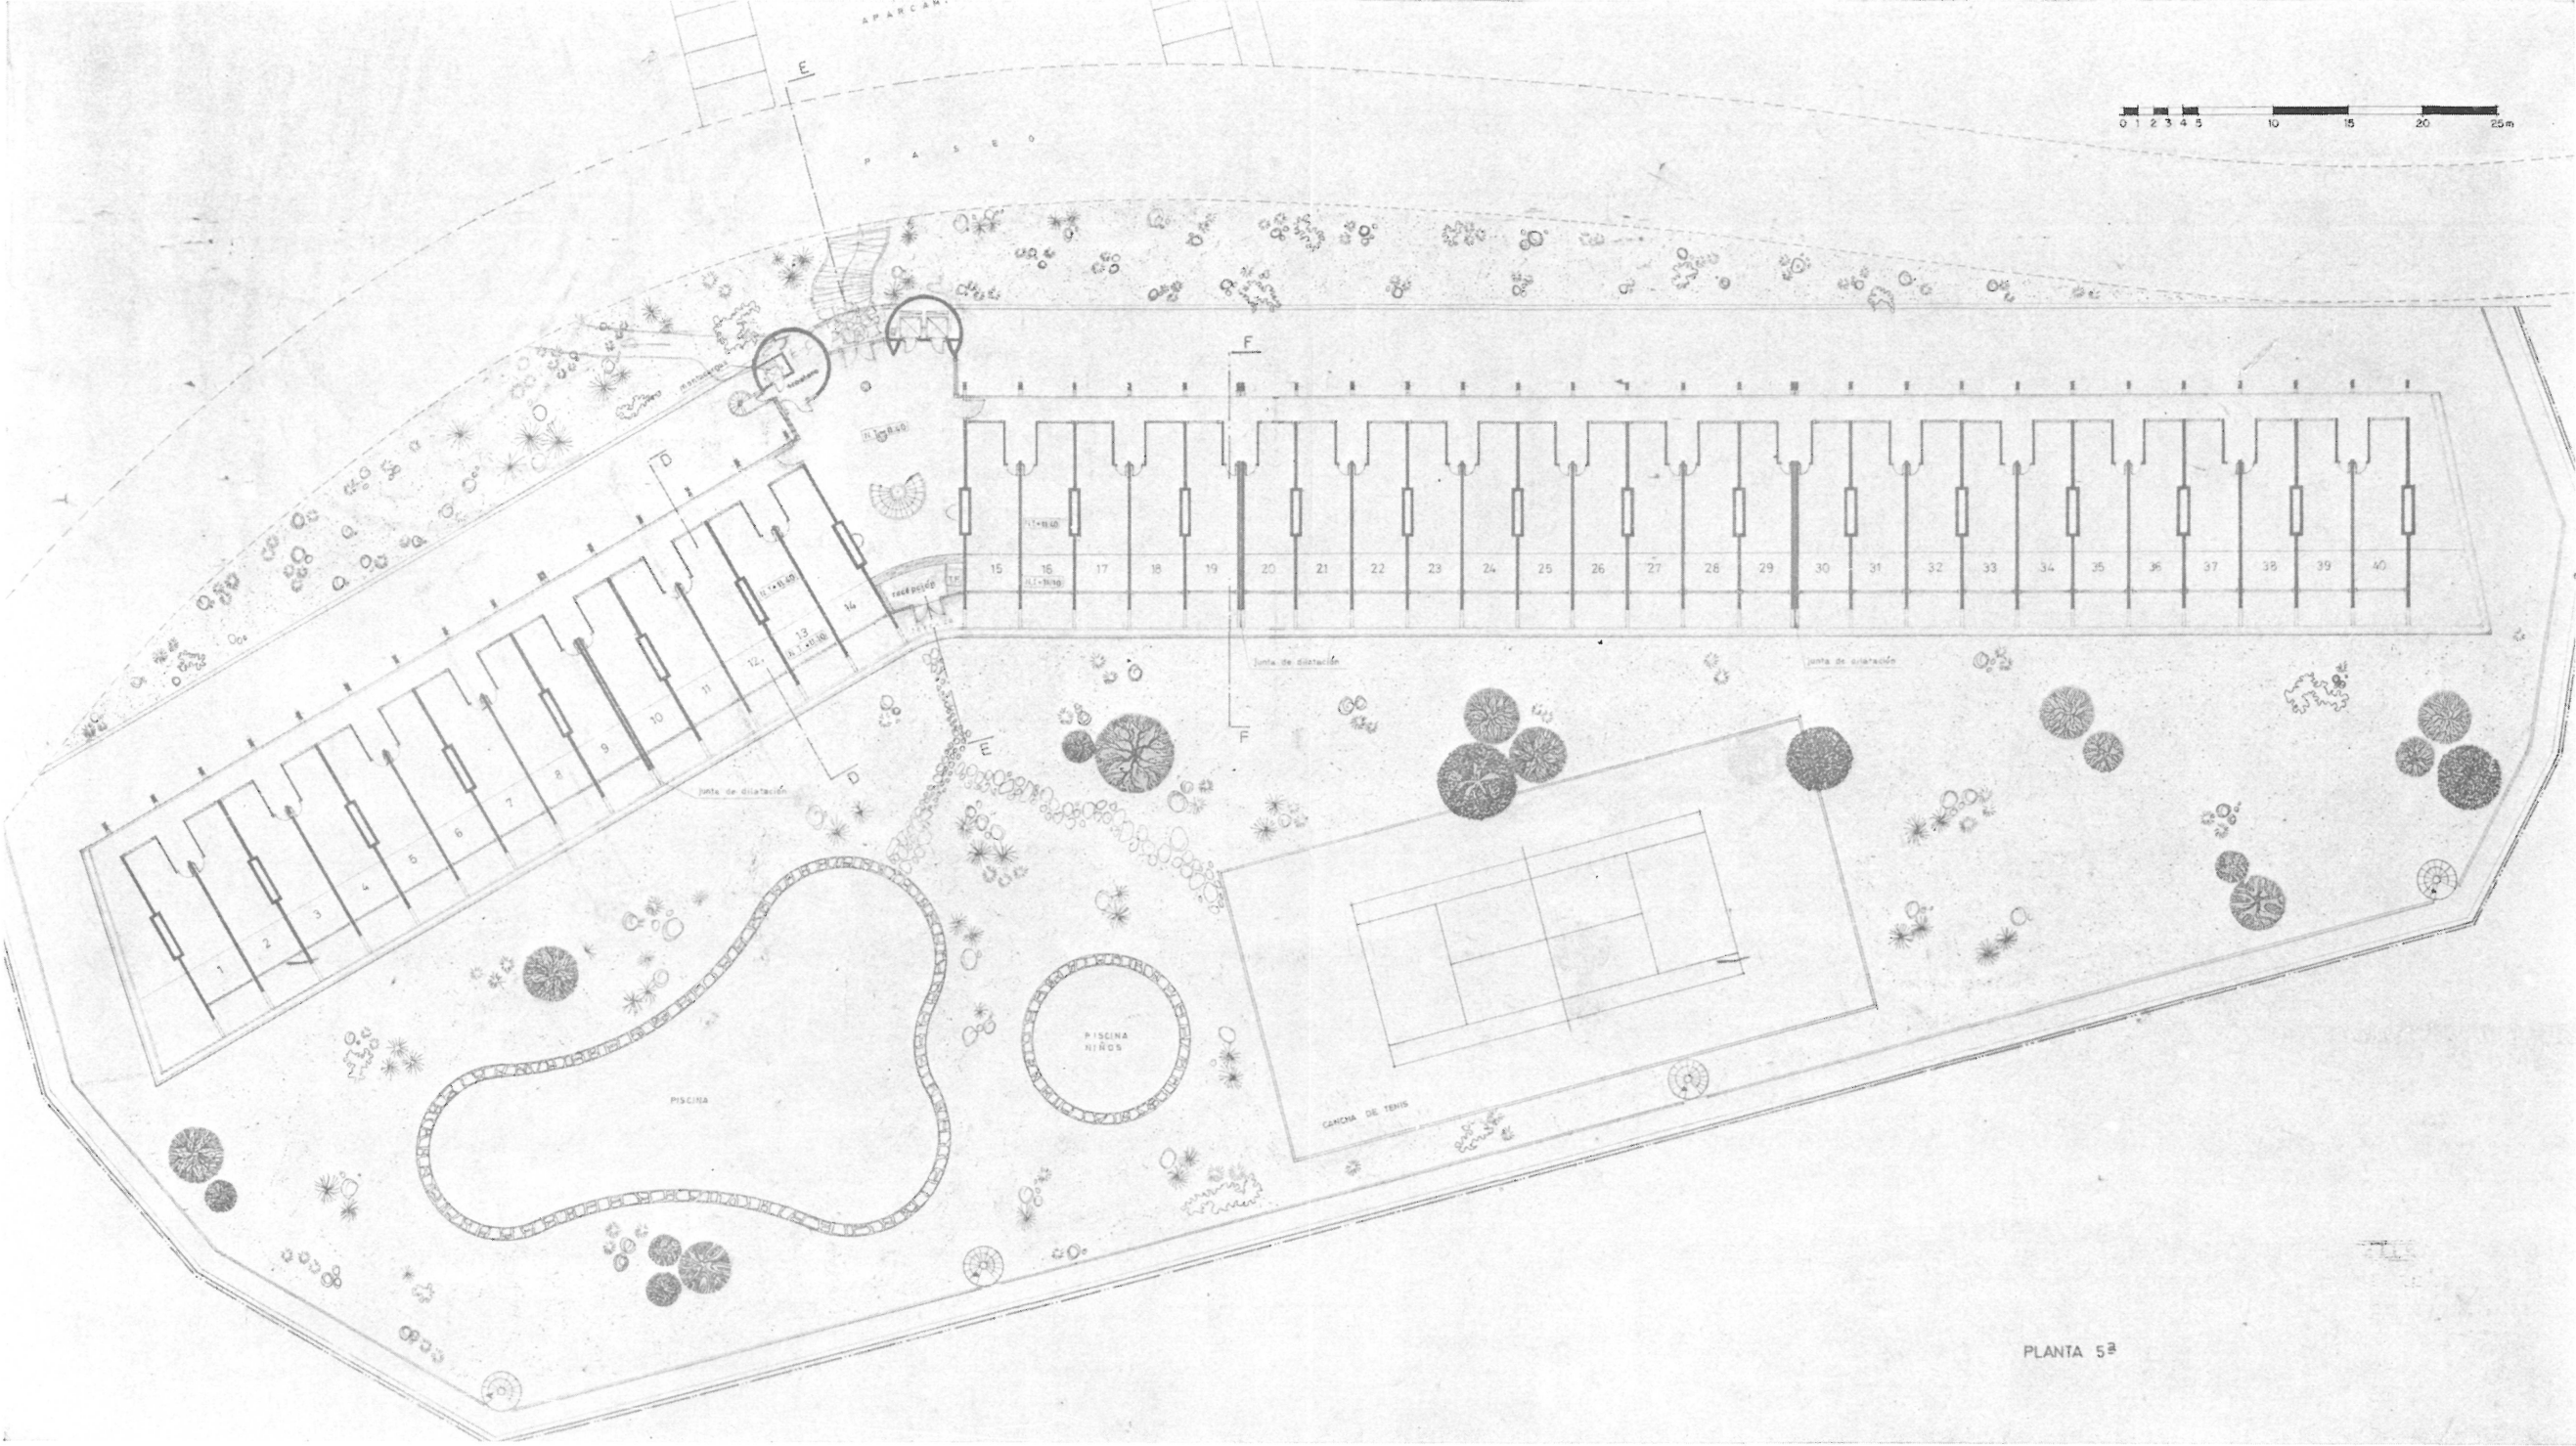 APARCAM.
E
0 1 2 3 4 5 10 15 20 25 m
PASEO
F
D
15 16 17 18 19 20 21 22 23 24 25 26 27 28 29 30 31 32 33 34 35 36 37 38 39 40
recepción
14
13
12
11
10
9
8
7
6
5
4
3
2
1
junta de dilatación
junta de dilatación
F
E
D
junta de dilatación
PISCINA
NIÑOS
PISCINA
CANCHA DE TENIS
PLANTA 5ª